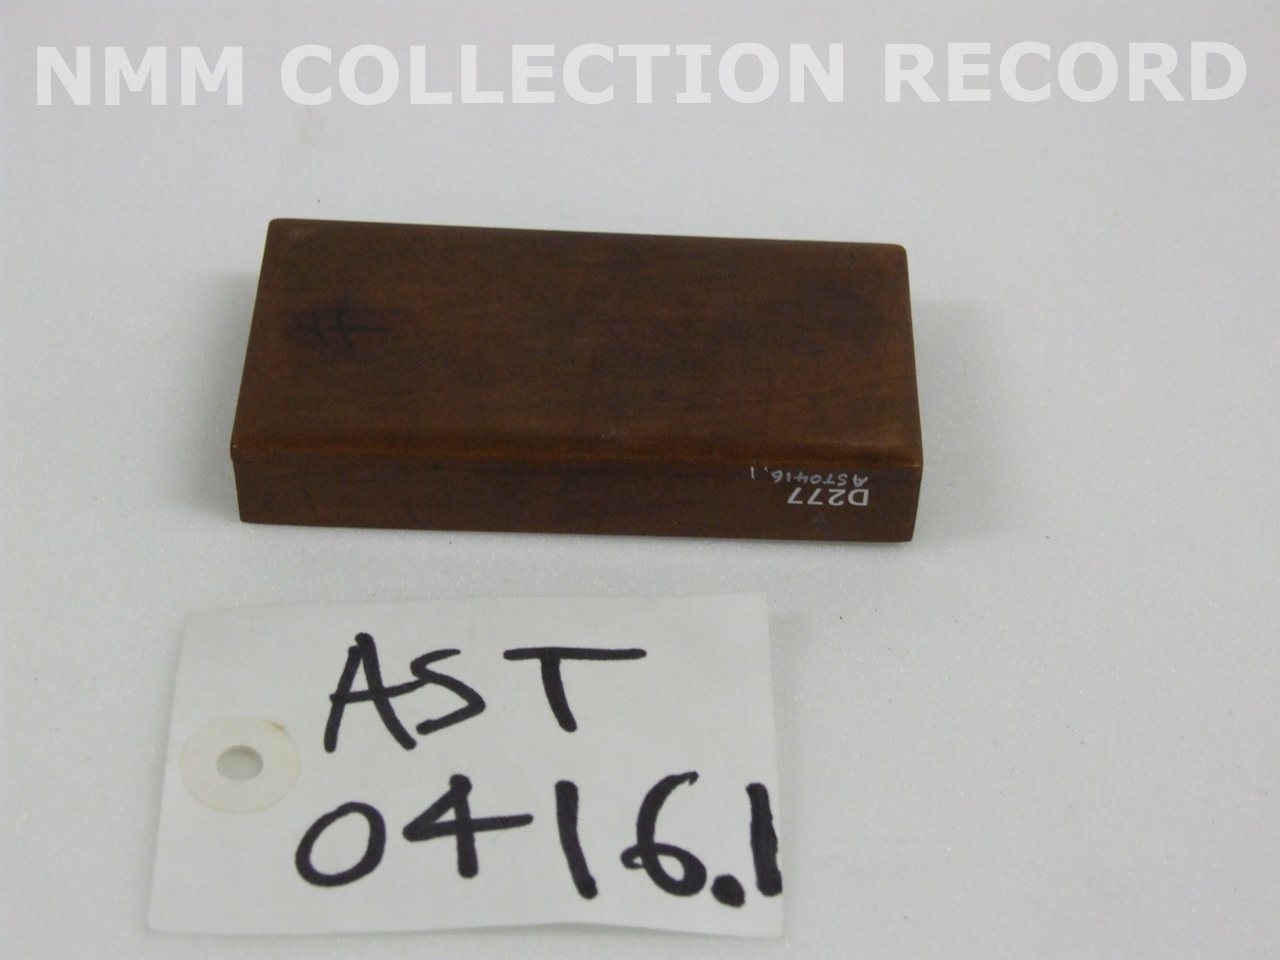 NMM COLLECTION RECORD
D277
AST0416.1
AST
0416.1